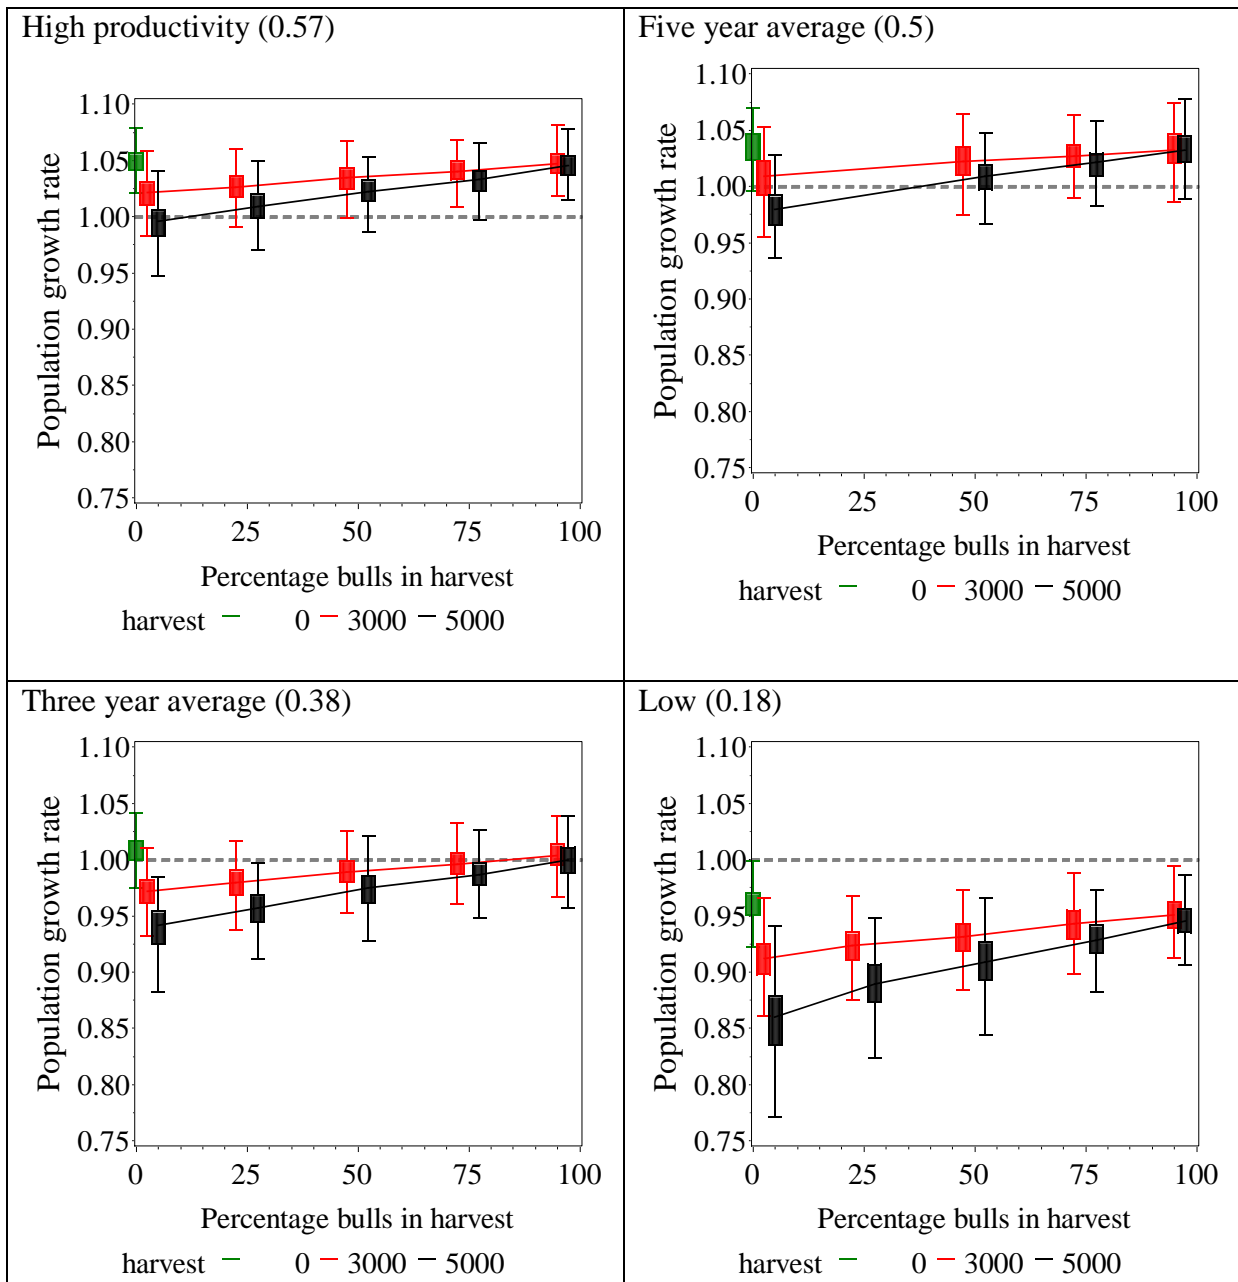 High productivity (0.57)
Population growth rate
1.10
1.05
1.00
0.95
0.90
0.85
0.80
0.75
0 25 50 75 100
Percentage bulls in harvest
harvest 0 3000 5000
Five year average (0.5)
Population growth rate
1.10
1.05
1.00
0.95
0.90
0.85
0.80
0.75
0 25 50 75 100
Percentage bulls in harvest
harvest 0 3000 5000
Three year average (0.38)
Population growth rate
1.10
1.05
1.00
0.95
0.90
0.85
0.80
0.75
0 25 50 75 100
Percentage bulls in harvest
harvest 0 3000 5000
Low (0.18)
Population growth rate
1.10
1.05
1.00
0.95
0.90
0.85
0.80
0.75
0 25 50 75 100
Percentage bulls in harvest
harvest 0 3000 5000